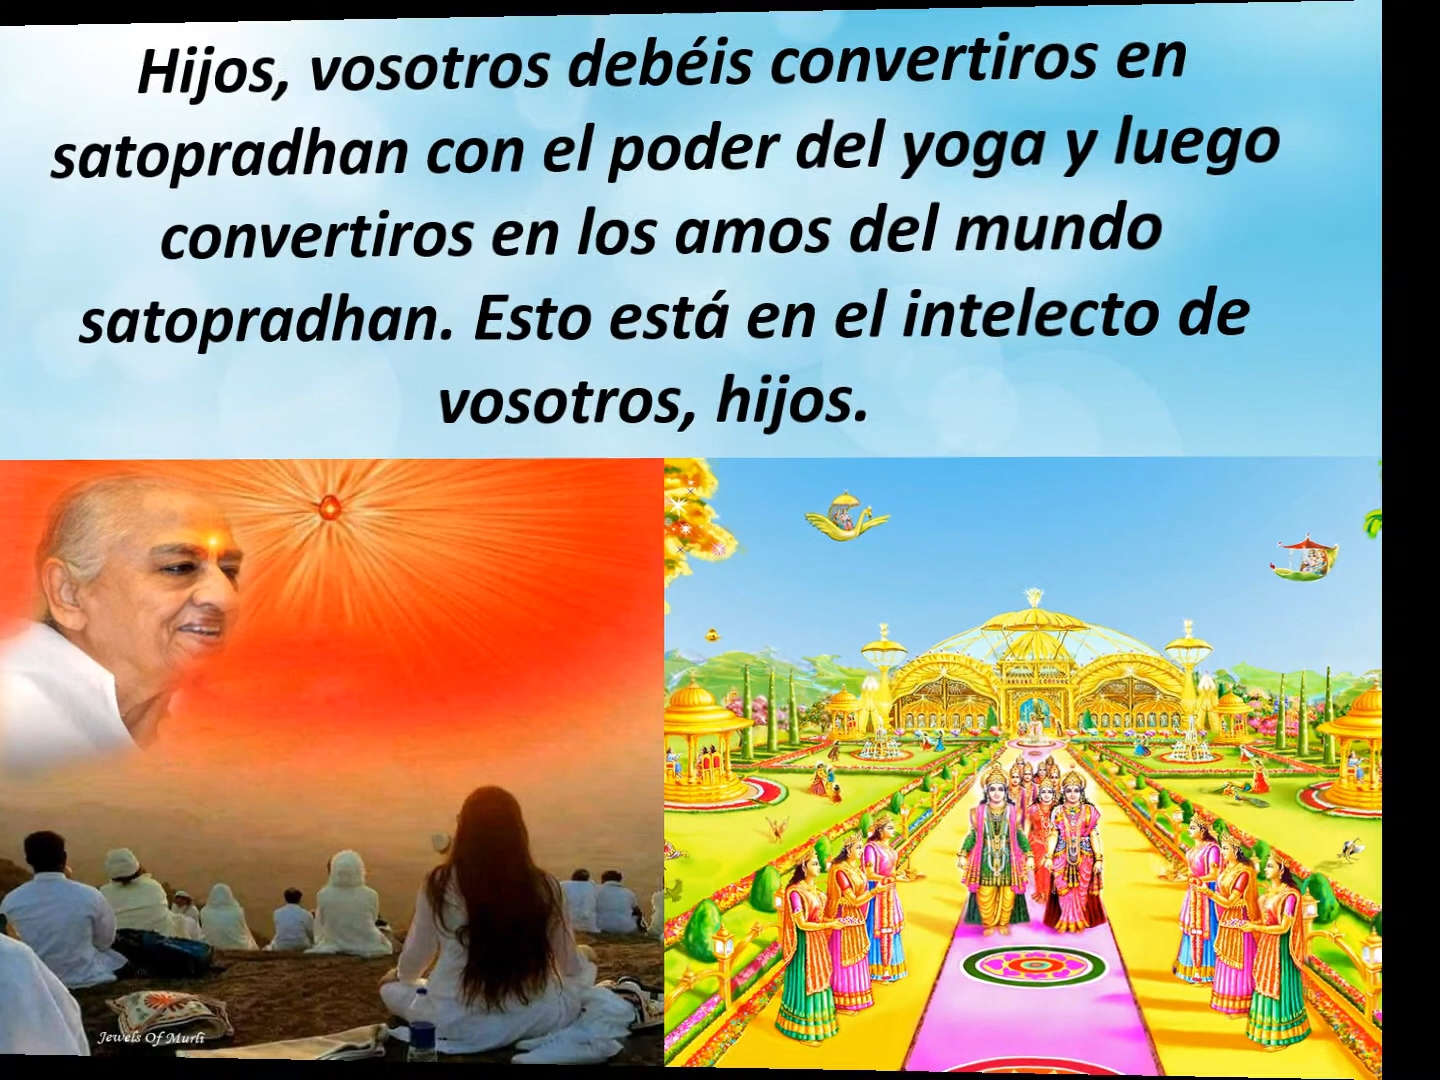 Hijos, vosotros debéis convertiros en
satopradhan con el poder del yoga y luego
convertiros en los amos del mundo
satopradhan. Esto está en el intelecto de
vosotros, hijos.
Jewels Of Murli